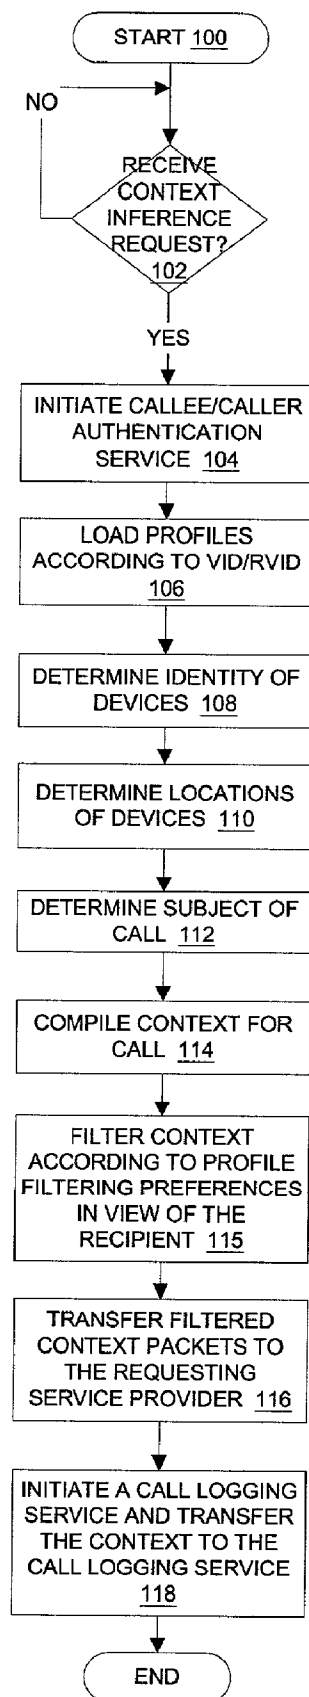 START 100
NO
RECEIVE
CONTEXT
INFERENCE
REQUEST?
102
YES
INITIATE CALLEE/CALLER
AUTHENTICATION
SERVICE 104
LOAD PROFILES
ACCORDING TO VID/RVID
106
DETERMINE IDENTITY OF
DEVICES 108
DETERMINE LOCATIONS
OF DEVICES 110
DETERMINE SUBJECT OF
CALL 112
COMPILE CONTEXT FOR
CALL 114
FILTER CONTEXT
ACCORDING TO PROFILE
FILTERING PREFERENCES
IN VIEW OF THE
RECIPIENT 115
TRANSFER FILTERED
CONTEXT PACKETS TO
THE REQUESTING
SERVICE PROVIDER 116
INITIATE A CALL LOGGING
SERVICE AND TRANSFER
THE CONTEXT TO THE
CALL LOGGING SERVICE
118
END